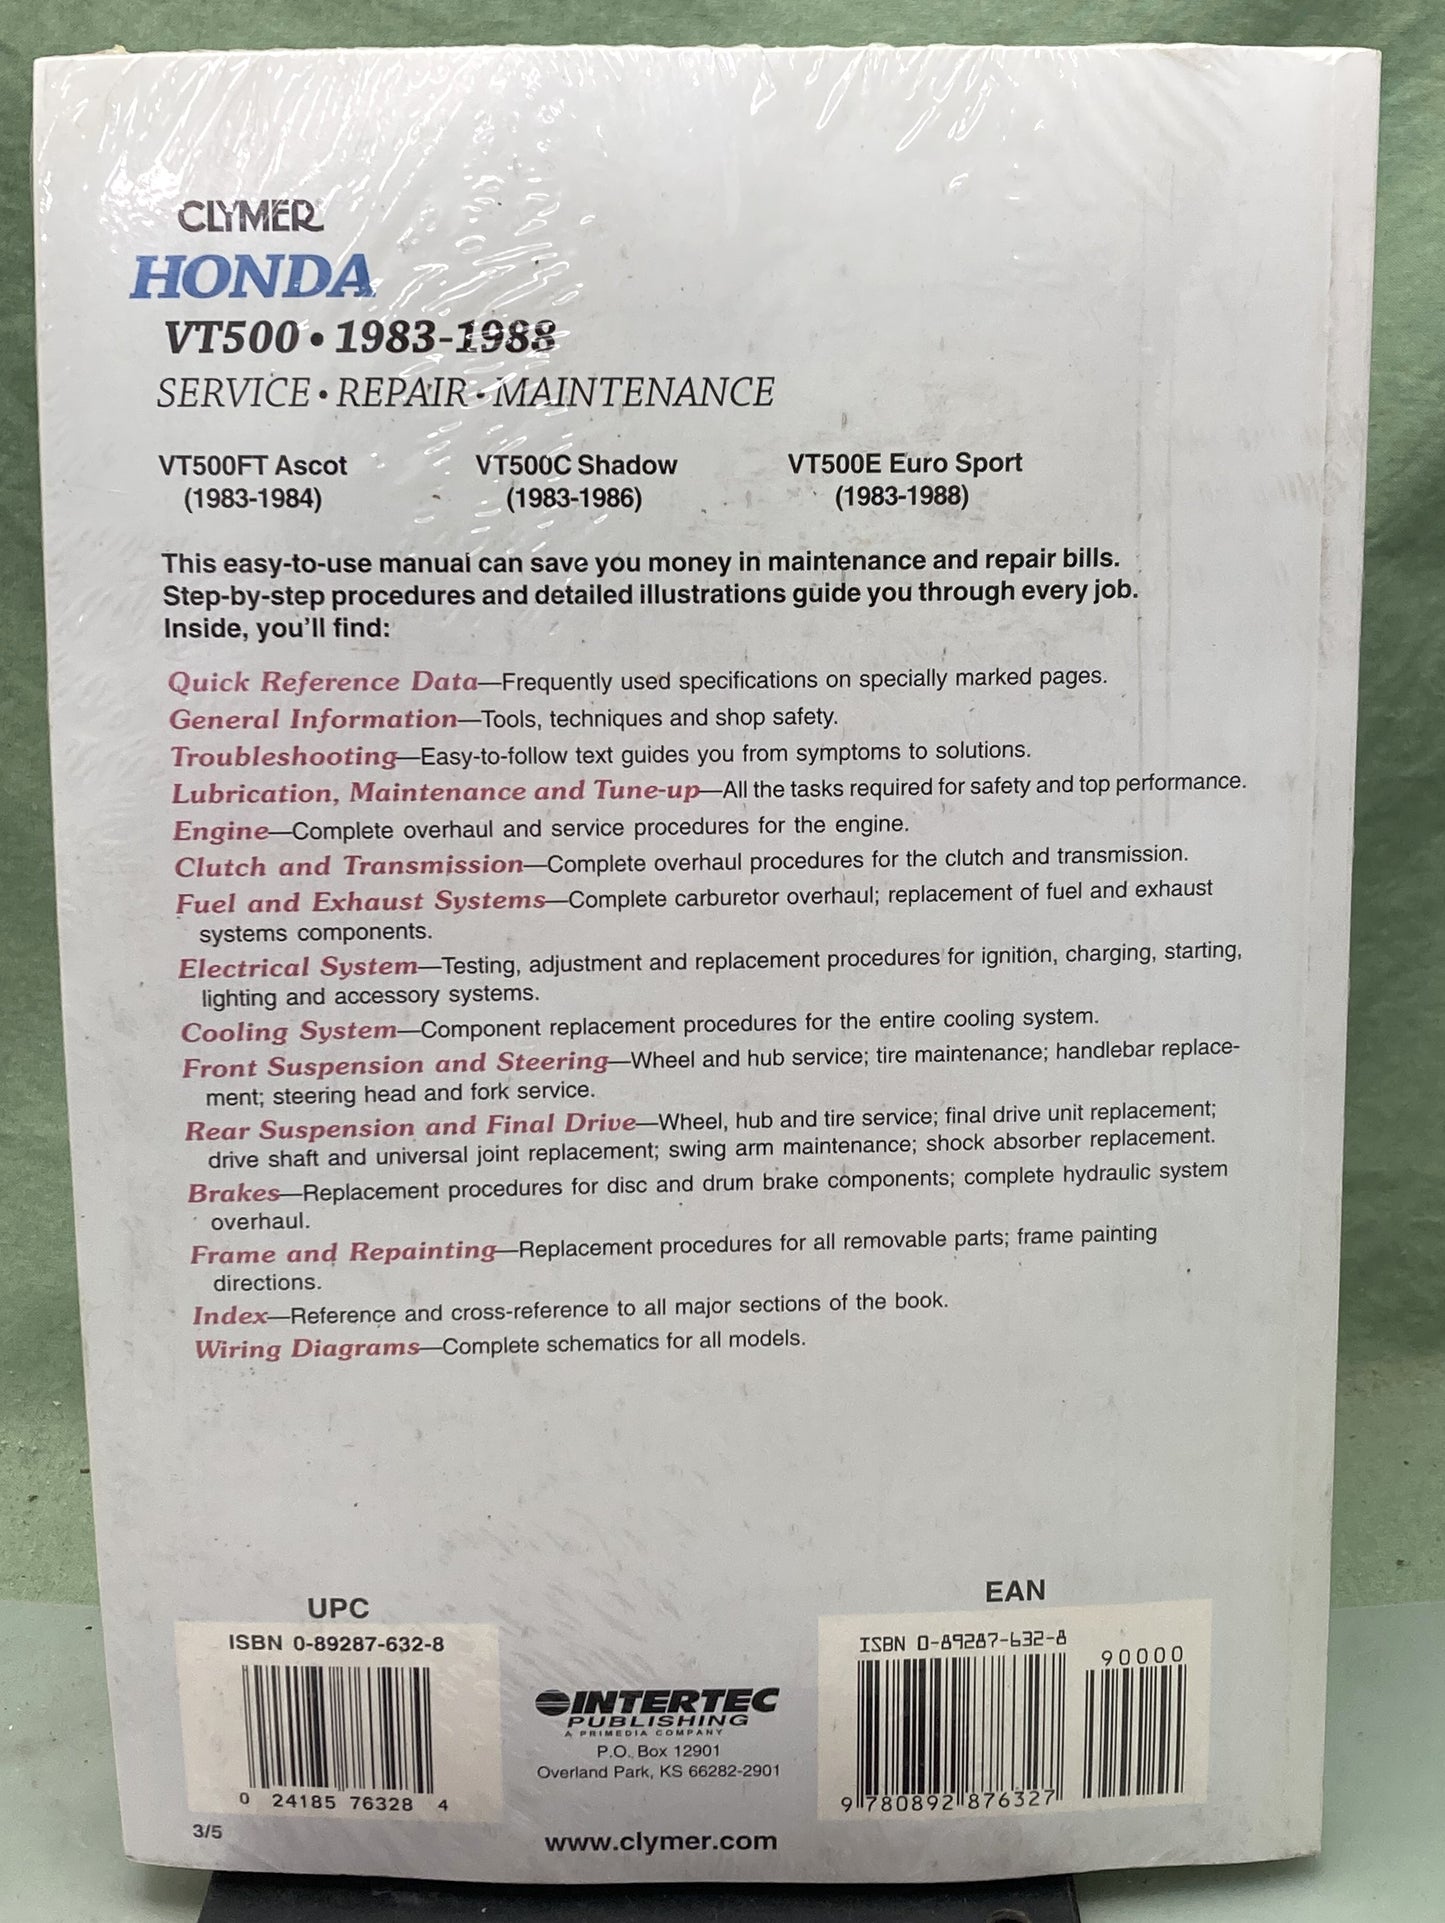 CLYMER
HONDA
VT500 • 1983-1988
SERVICE • REPAIR • MAINTENANCE
VT500FT Ascot VT500C Shadow VT500E Euro Sport
(1983-1984) (1983-1986) (1983-1988)
This easy-to-use manual can save you money in maintenance and repair bills.
Step-by-step procedures and detailed illustrations guide you through every job.
Inside, you'll find:
Quick Reference Data—Frequently used specifications on specially marked pages.
General Information—Tools, techniques and shop safety.
Troubleshooting—Easy-to-follow text guides you from symptoms to solutions.
Lubrication, Maintenance and Tune-up—All the tasks required for safety and top performance.
Engine—Complete overhaul and service procedures for the engine.
Clutch and Transmission—Complete overhaul procedures for the clutch and transmission.
Fuel and Exhaust Systems—Complete carburetor overhaul; replacement of fuel and exhaust
systems components.
Electrical System—Testing, adjustment and replacement procedures for ignition, charging, starting,
lighting and accessory systems.
Cooling System—Component replacement procedures for the entire cooling system.
Front Suspension and Steering—Wheel and hub service; tire maintenance; handlebar replace-
ment; steering head and fork service.
Rear Suspension and Final Drive—Wheel, hub and tire service; final drive unit replacement;
drive shaft and universal joint replacement; swing arm maintenance; shock absorber replacement.
Brakes—Replacement procedures for disc and drum brake components; complete hydraulic system
overhaul.
Frame and Repainting—Replacement procedures for all removable parts; frame painting
directions.
Index—Reference and cross-reference to all major sections of the book.
Wiring Diagrams—Complete schematics for all models.
UPC
ISBN 0-89287-632-8
0 24185 76328 4
3/5
INTERTEC
PUBLISHING
A PRIMEDIA COMPANY
P.O. Box 12901
Overland Park, KS 66282-2901
www.clymer.com
EAN
ISBN 0-89287-632-8
90000
9 780892 876327